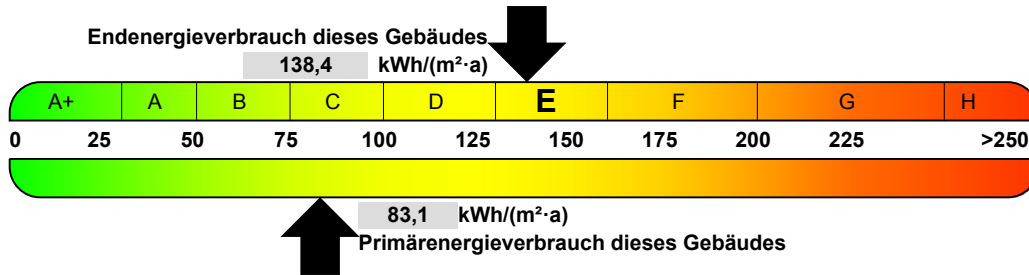 Endenergieverbrauch dieses Gebäudes
138,4 kWh/(m²·a)
A+ A B C D E F G H
0 25 50 75 100 125 150 175 200 225 >250
83,1 kWh/(m²·a)
Primärenergieverbrauch dieses Gebäudes